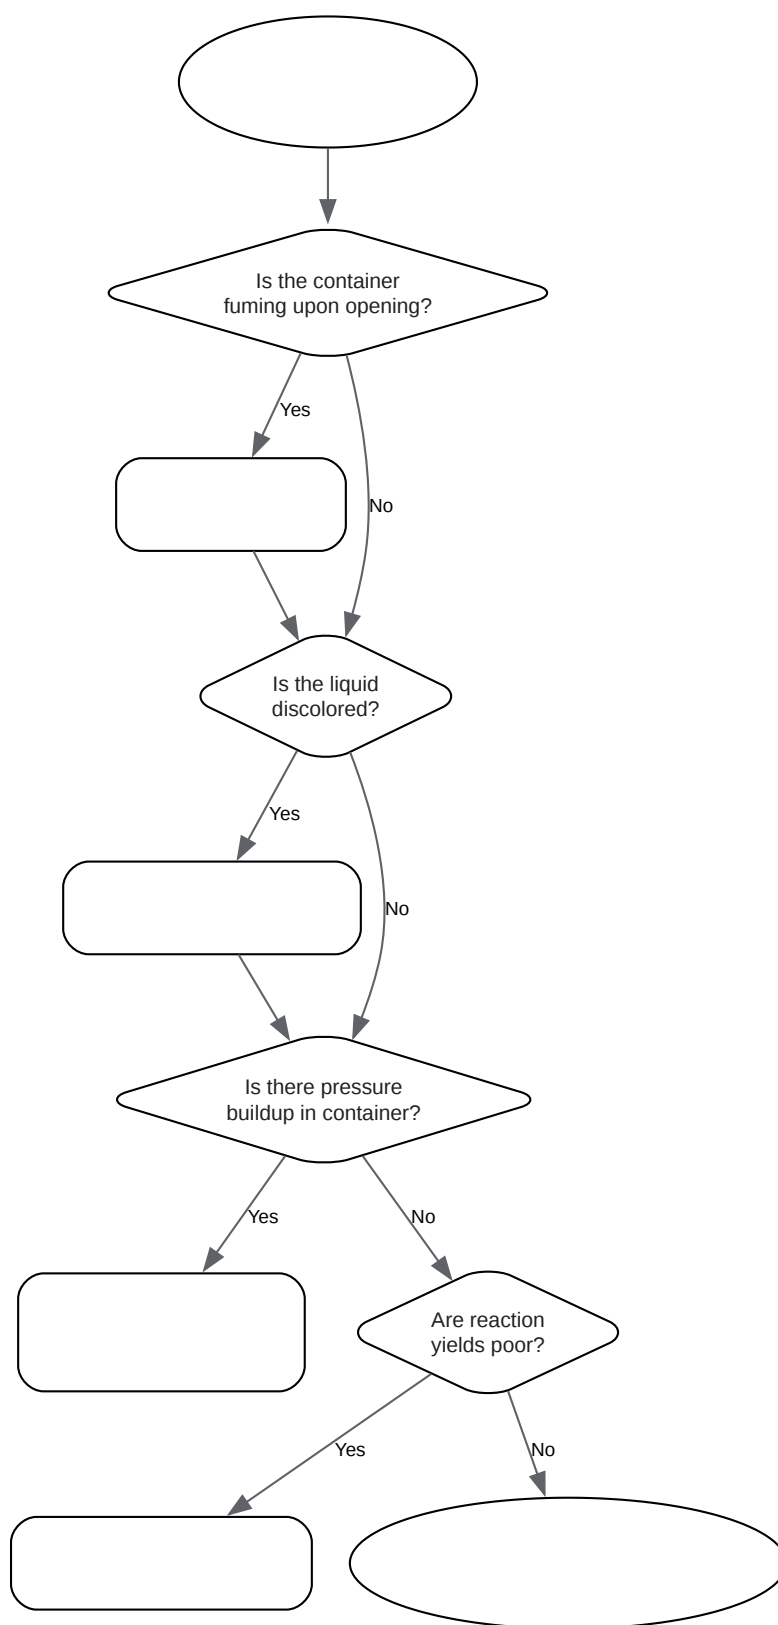 Is the container
fuming upon opening?
Yes
No
Is the liquid
discolored?
Yes
No
Is there pressure
buildup in container?
Yes
No
Are reaction
yields poor?
Yes
No